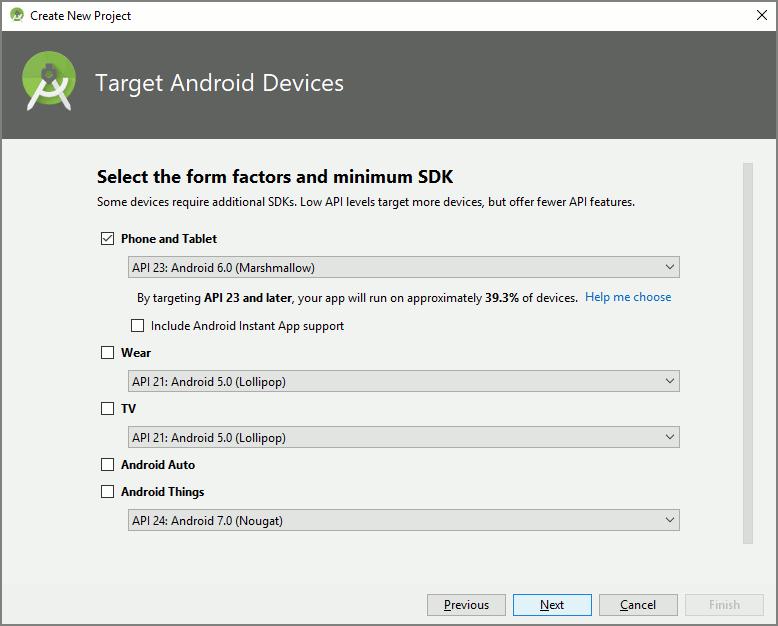 Create New Project
Target Android Devices
Select the form factors and minimum SDK
Some devices require additional SDKs. Low API levels target more devices, but offer fewer API features.
Phone and Tablet
API 23: Android 6.0 (Marshmallow)
By targeting API 23 and later, your app will run on approximately 39.3% of devices. Help me choose
Include Android Instant App support
Wear
API 21: Android 5.0 (Lollipop)
TV
API 21: Android 5.0 (Lollipop)
Android Auto
Android Things
API 24: Android 7.0 (Nougat)
Previous Next Cancel Finish